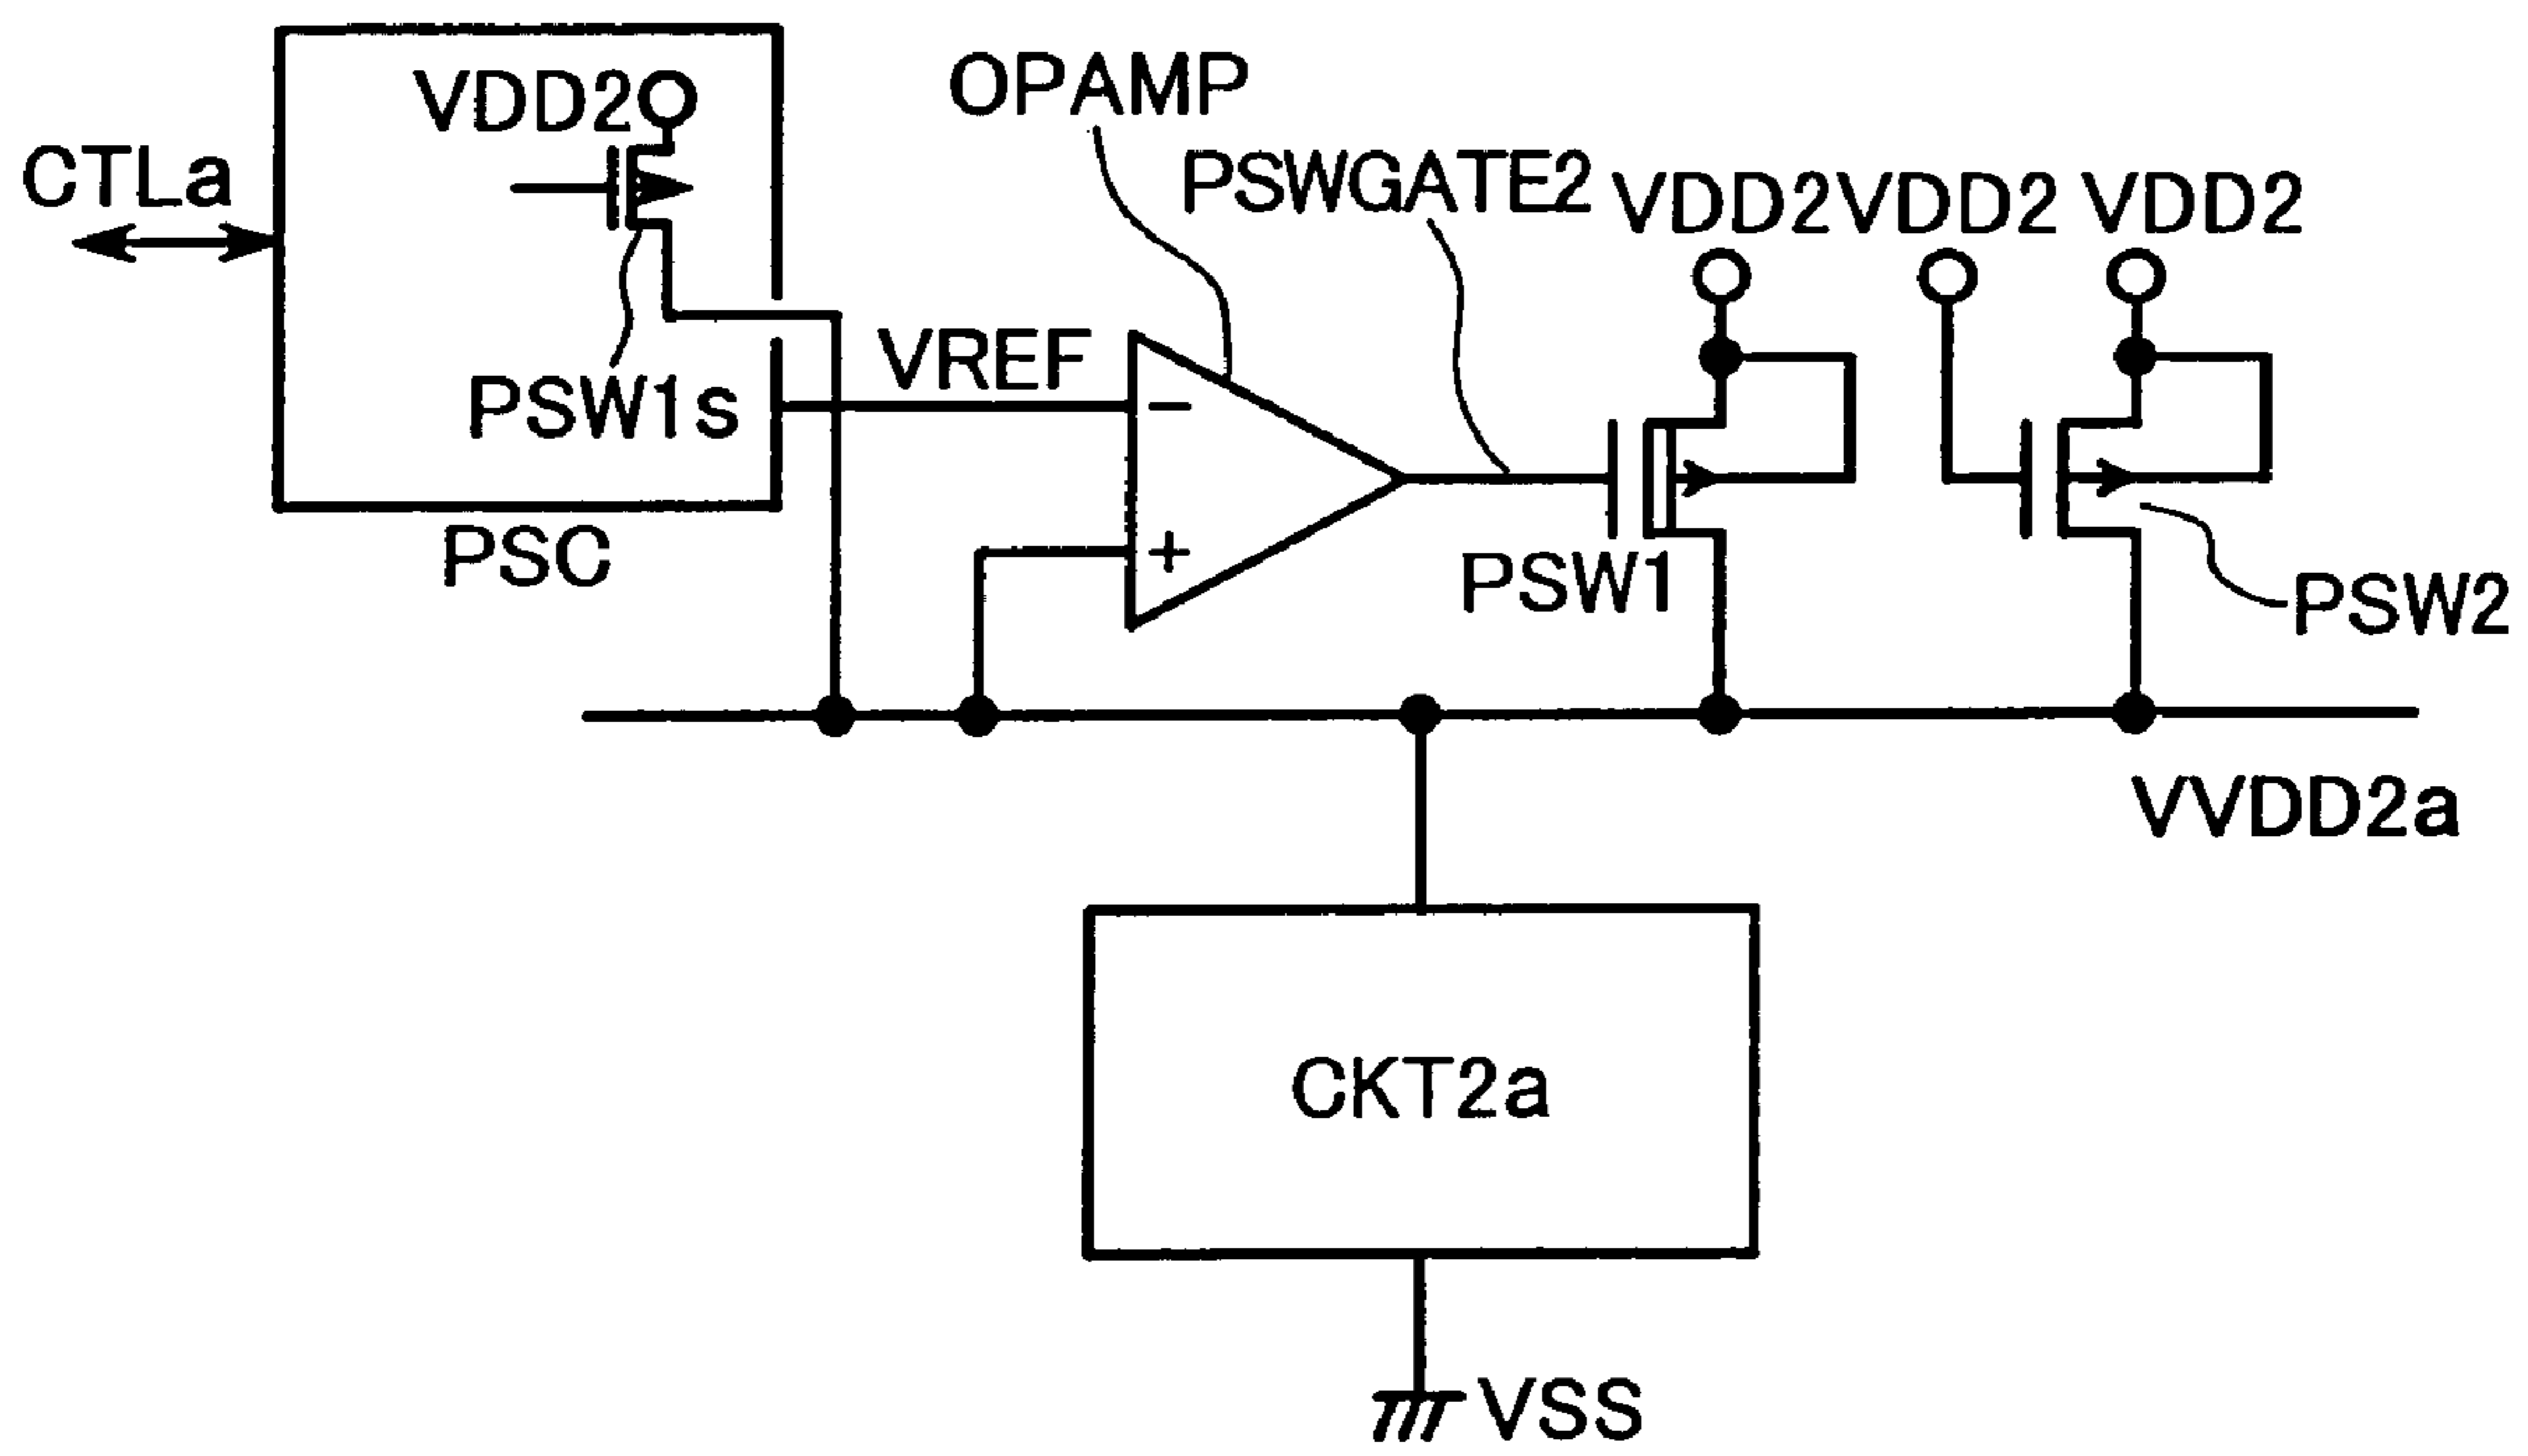 OPAMP
VDD2
CTLa
PSWGATE2
VDD2
VDD2
VDD2
VREF
PSW1s
−
+
PSC
PSW1
PSW2
VVDD2a
CKT2a
VSS